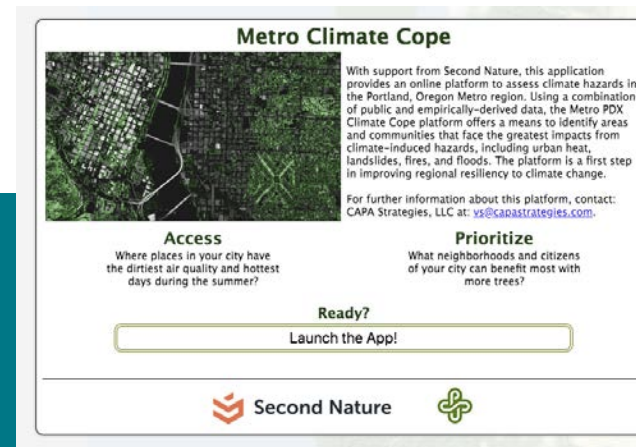 Metro Climate Cope
With support from Second Nature, this application
provides an online platform to assess climate hazards in
the Portland, Oregon Metro region. Using a combination
of public and empirically-derived data, the Metro PDX
Climate Cope platform offers a means to identify areas
and communities that face the greatest impacts from
climate-induced hazards, including urban heat,
landslides, fires, and floods. The platform is a first step
in improving regional resiliency to climate change.
For further information about this platform, contact:
CAPA Strategies, LLC at: vs@capastrategies.com.
Access
Where places in your city have
the dirtiest air quality and hottest
days during the summer?
Prioritize
What neighborhoods and citizens
of your city can benefit most with
more trees?
Ready?
Launch the App!
Second Nature